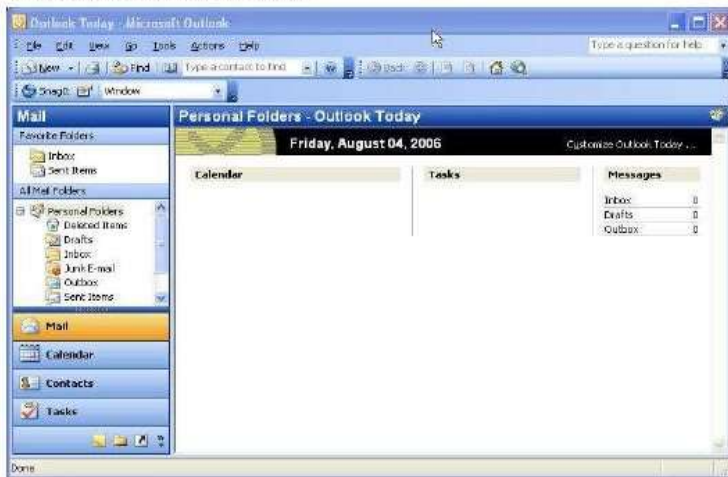 Outlook Today - Microsoft Outlook
File Edit View Go Tools Actions Help
Type a question for help
New Find Type a contact to find Back
SnagIt Window
Mail
Favorite Folders
Inbox
Sent Items
All Mail Folders
Personal Folders
Deleted Items
Drafts
Inbox
Junk E-mail
Outbox
Sent Items
Mail
Calendar
Contacts
Tasks
Personal Folders - Outlook Today
Friday, August 04, 2006
Customize Outlook Today ...
Calendar
Tasks
Messages
Inbox 0
Drafts 0
Outbox 0
Done